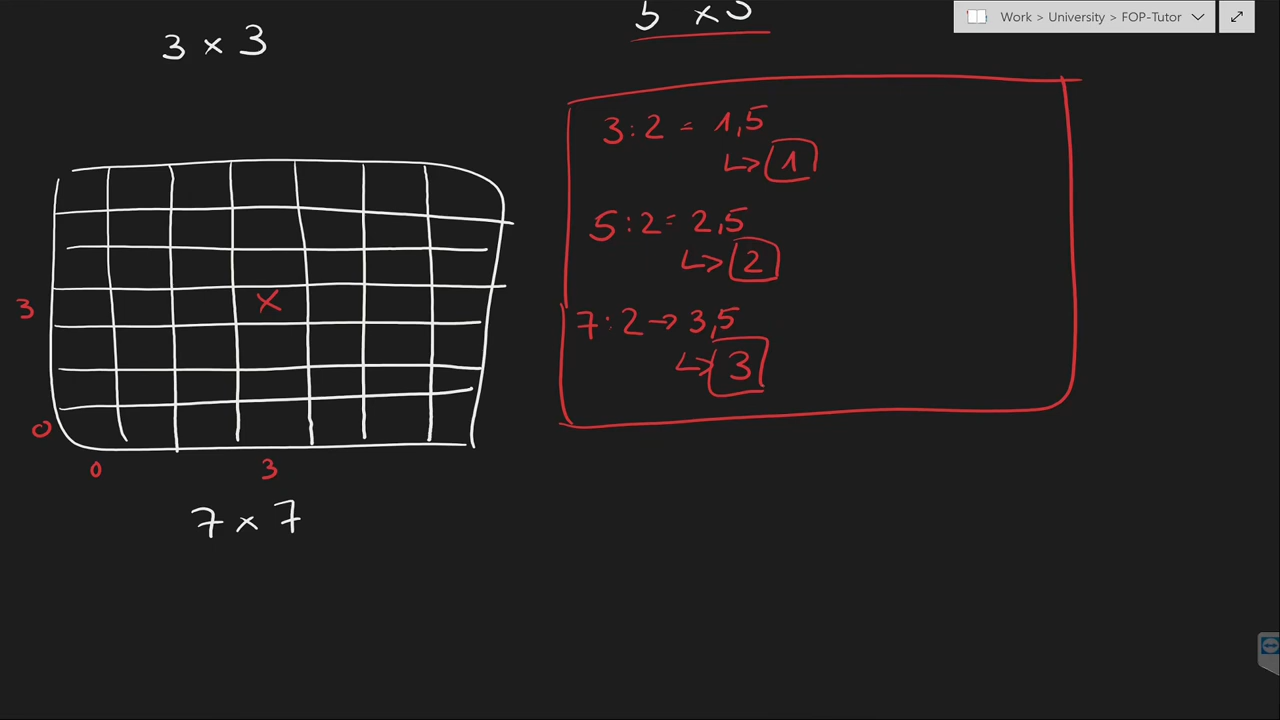 Work > University > FOP-Tutor
3 x 3
5 x 5
3:2 = 1,5
↳ 1
5:2 = 2,5
↳ 2
3
7:2 → 3,5
↳ 3
x
0
0
3
7 x 7